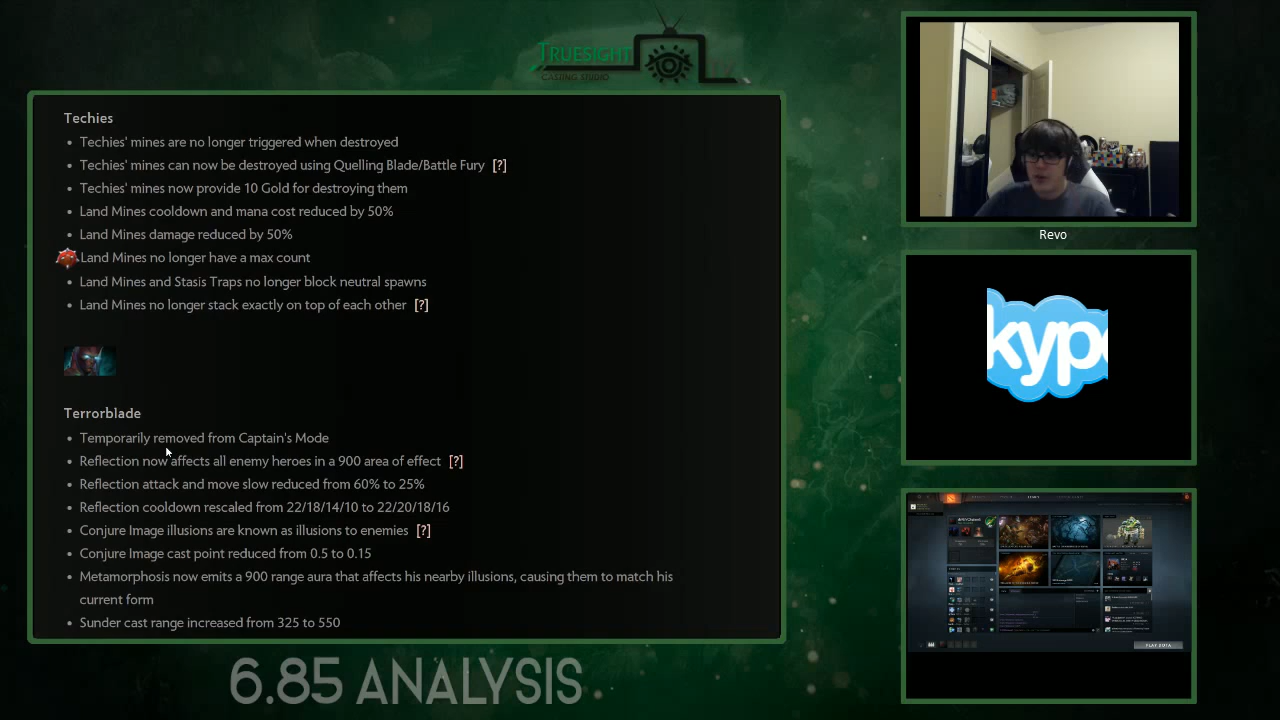 TRUESIGHT
CASTING STUDIO
Techies
Techies' mines are no longer triggered when destroyed
Techies' mines can now be destroyed using Quelling Blade/Battle Fury [?]
Techies' mines now provide 10 Gold for destroying them
Land Mines cooldown and mana cost reduced by 50%
Land Mines damage reduced by 50%
Land Mines no longer have a max count
Land Mines and Stasis Traps no longer block neutral spawns
Land Mines no longer stack exactly on top of each other [?]
Terrorblade
Temporarily removed from Captain's Mode
Reflection now affects all enemy heroes in a 900 area of effect [?]
Reflection attack and move slow reduced from 60% to 25%
Reflection cooldown rescaled from 22/18/14/10 to 22/20/18/16
Conjure Image illusions are known as illusions to enemies [?]
Conjure Image cast point reduced from 0.5 to 0.15
Metamorphosis now emits a 900 range aura that affects his nearby illusions, causing them to match his
current form
Sunder cast range increased from 325 to 550
6.85 ANALYSIS
Revo
kyp
PLAY DOTA